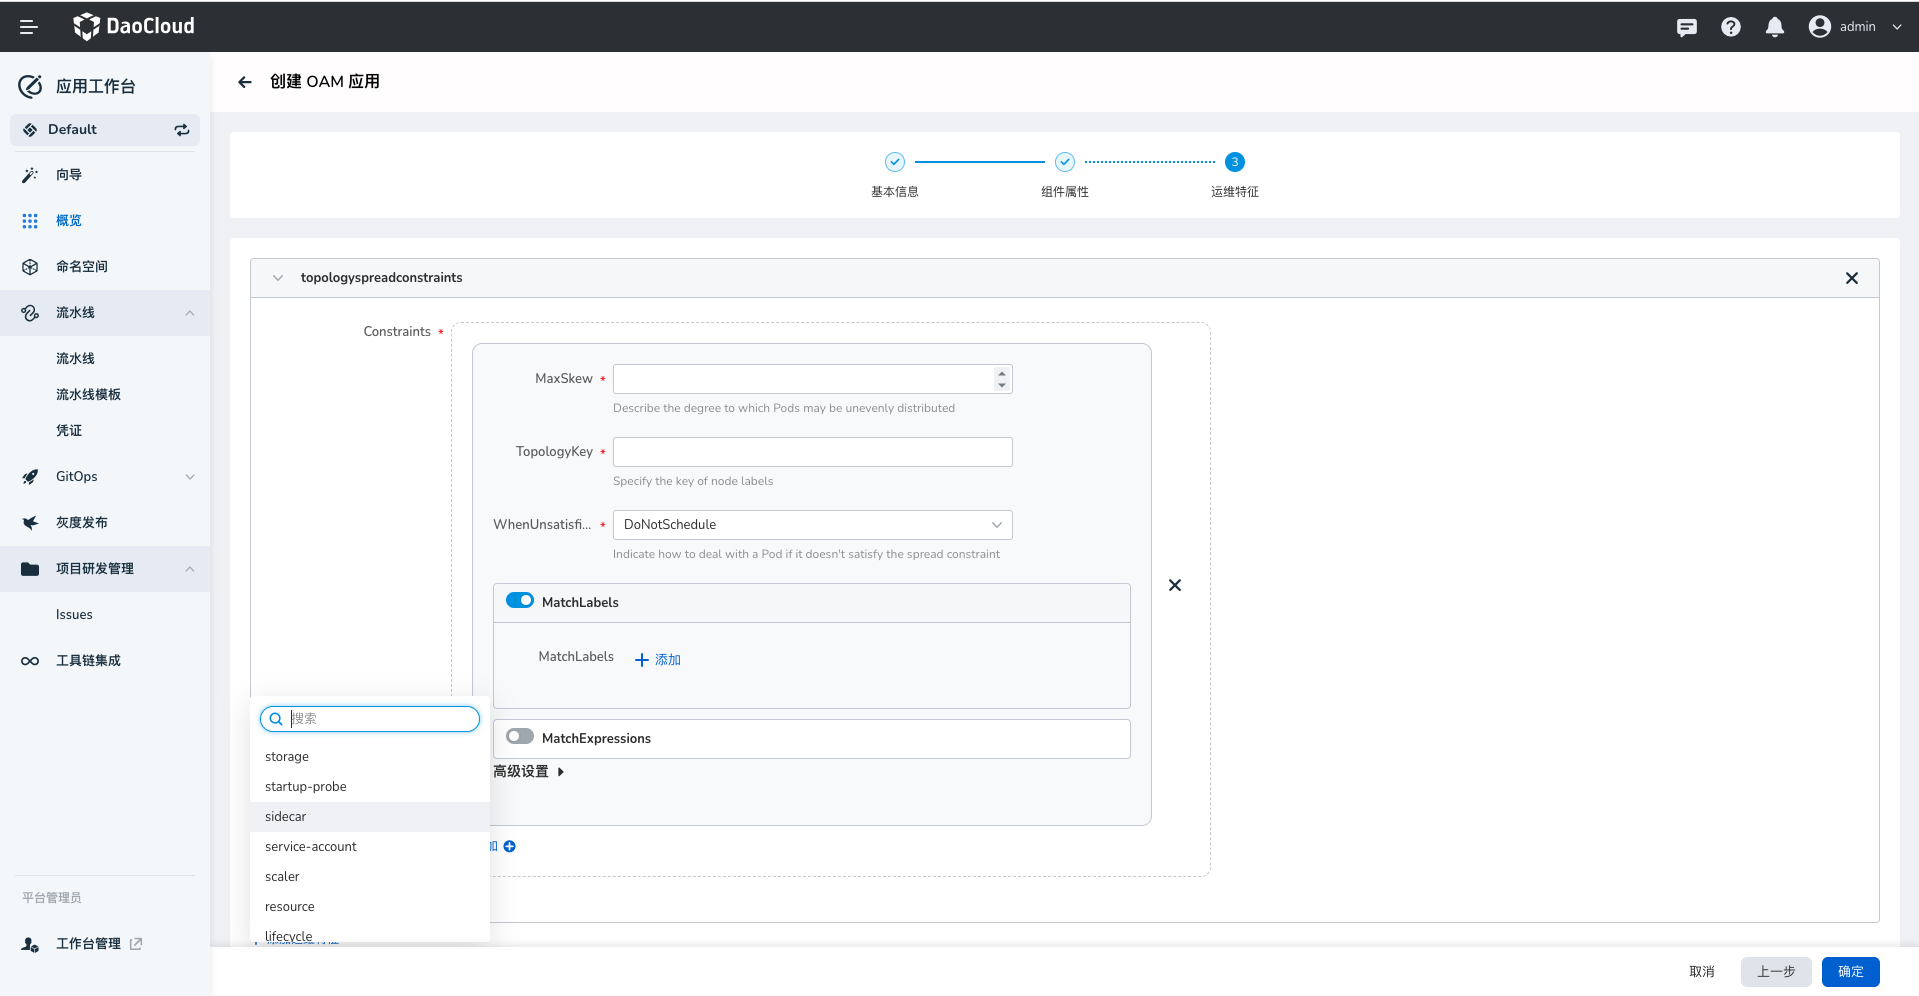 DaoCloud
admin
应用工作台
Default
向导
概览
命名空间
流水线
流水线
流水线模板
凭证
GitOps
灰度发布
项目研发管理
Issues
工具链集成
平台管理员
工作台管理
创建 OAM 应用
基本信息
组件属性
3
运维特征
topologyspreadconstraints
Constraints *
MaxSkew *
Describe the degree to which Pods may be unevenly distributed
TopologyKey *
Specify the key of node labels
WhenUnsatisfi... *
DoNotSchedule
Indicate how to deal with a Pod if it doesn't satisfy the spread constraint
MatchLabels
MatchLabels
添加
MatchExpressions
高级设置
搜索
storage
startup-probe
sidecar
service-account
scaler
resource
lifecycle
取消
上一步
确定